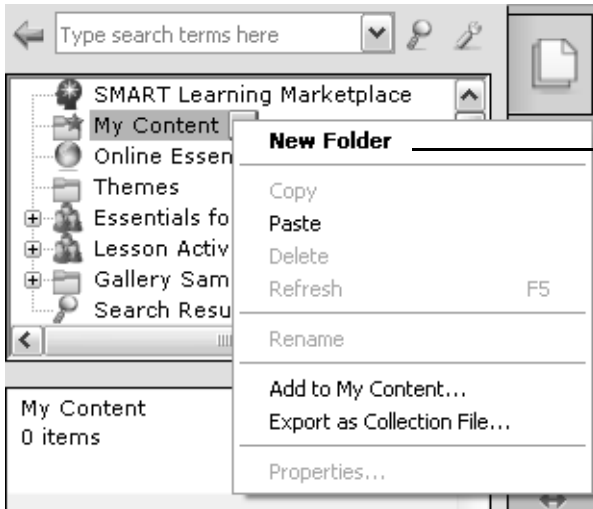 Type search terms here
SMART Learning Marketplace
My Content
Online Essen
Themes
Essentials fo
Lesson Activ
Gallery Sam
Search Resu
New Folder
Copy
Paste
Delete
Refresh F5
Rename
Add to My Content...
Export as Collection File...
Properties...
My Content
0 items